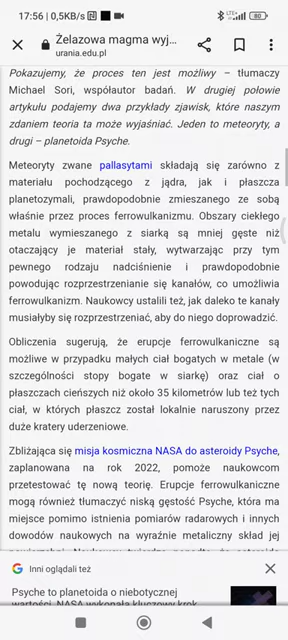 17:56 | 0,5KB/s
LTE+
80
Żelazowa magma wyj...
urania.edu.pl
Pokazujemy, że proces ten jest możliwy – tłumaczy
Michael Sori, współautor badań. W drugiej połowie
artykułu podajemy dwa przykłady zjawisk, które naszym
zdaniem teoria ta może wyjaśniać. Jeden to meteoryty, a
drugi – planetoida Psyche.
Meteoryty zwane pallasytami składają się zarówno z
materiału pochodzącego z jądra, jak i płaszcza
planetozymali, prawdopodobnie zmieszanego ze sobą
właśnie przez proces ferrowulkanizmu. Obszary ciekłego
metalu wymieszanego z siarką są mniej gęste niż
otaczający je materiał stały, wytwarzając przy tym
pewnego rodzaju nadciśnienie i prawdopodobnie
powodując rozprzestrzenianie się kanałów, co umożliwia
ferrowulkanizm. Naukowcy ustalili też, jak daleko te kanały
musiałyby się rozprzestrzeniać, aby do niego doprowadzić.
Obliczenia sugerują, że erupcje ferrowulkaniczne są
możliwe w przypadku małych ciał bogatych w metale (w
szczególności stopy bogate w siarkę) oraz ciał o
płaszczach cieńszych niż około 35 kilometrów lub też tych
ciał, w których płaszcz został lokalnie naruszony przez
duże kratery uderzeniowe.
Zbliżająca się misja kosmiczna NASA do asteroidy Psyche,
zaplanowana na rok 2022, pomoże naukowcom
przetestować tę nową teorię. Erupcje ferrowulkaniczne
mogą również tłumaczyć niską gęstość Psyche, która ma
miejsce pomimo istnienia pomiarów radarowych i innych
dowodów naukowych na wyraźnie metaliczny skład jej
G Inni oglądali też
Psyche to planetoida o niebotycznej
wartości. NASA wykonała kluczowy krok